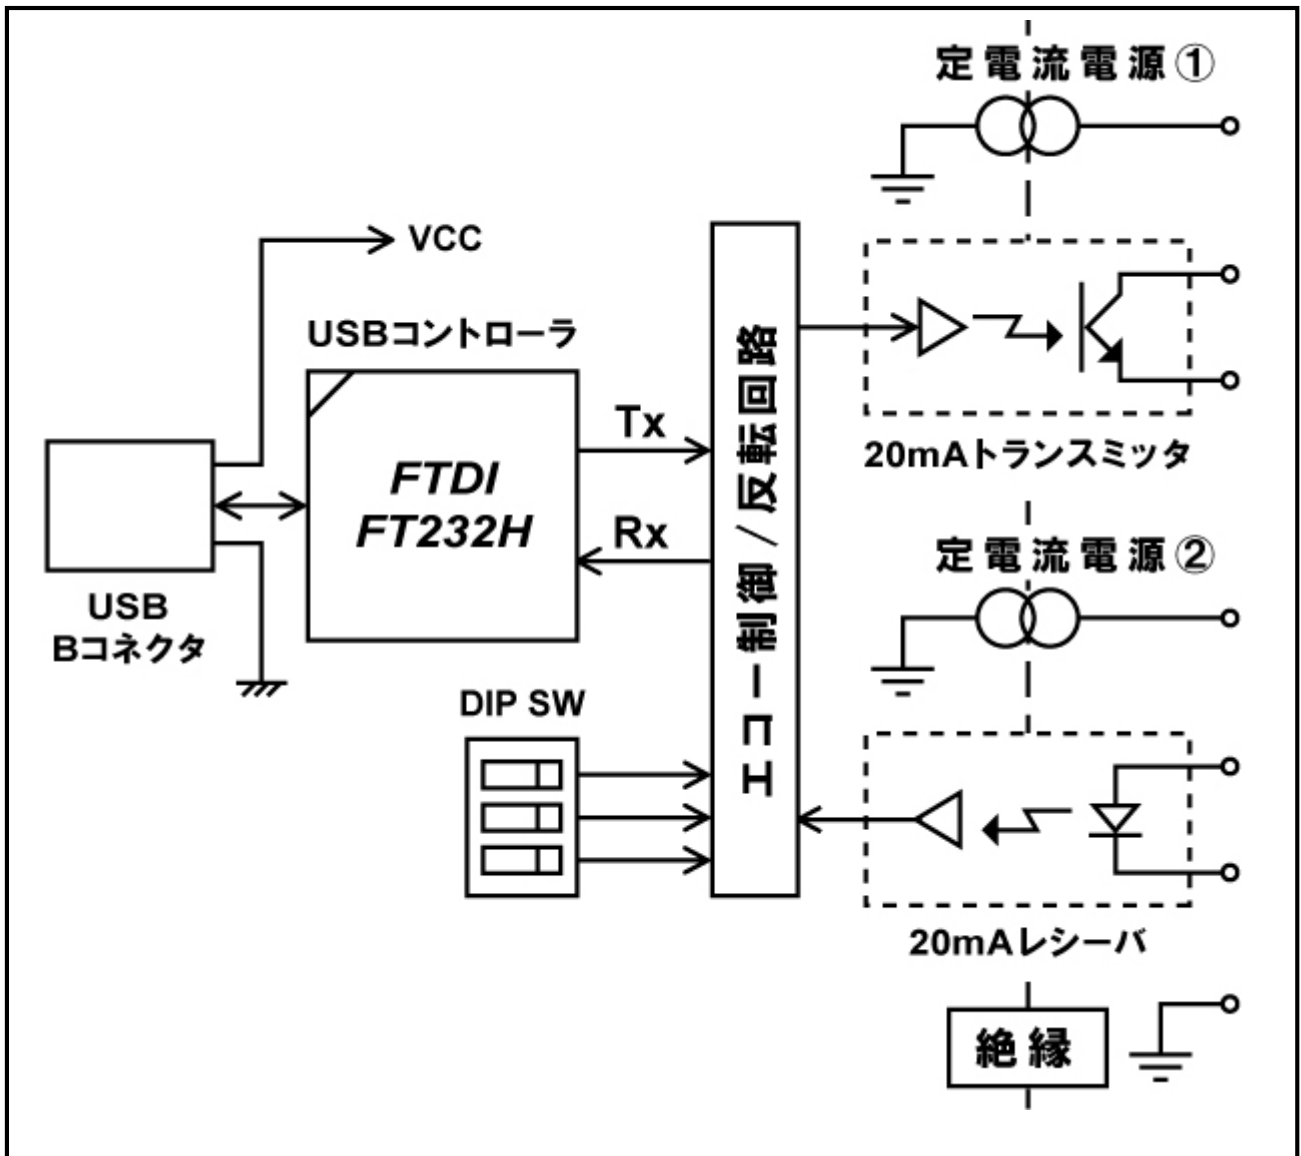 定電流電源①
VCC
USBコントローラ
FTDI
FT232H
Tx
Rx
エコー制御/反転回路
20mAトランスミッタ
USB
Bコネクタ
定電流電源②
DIP SW
20mAレシーバ
絶縁